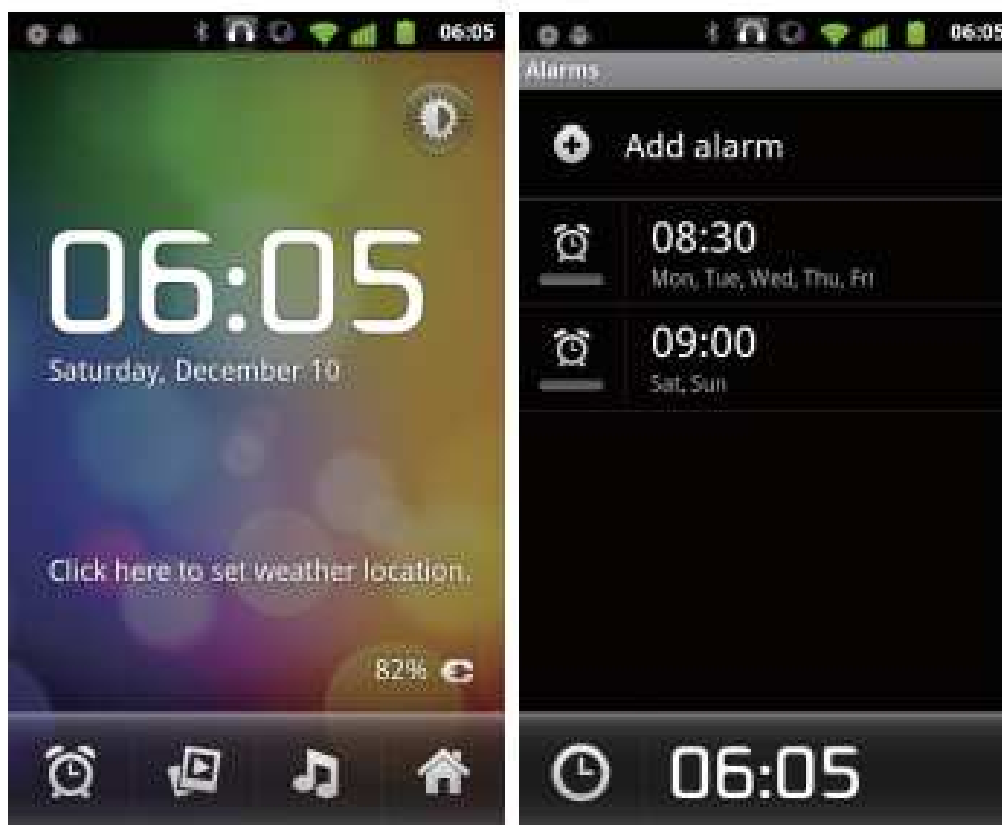 06:05
06:05
Saturday, December 10
Click here to set weather location.
82%
06:05
Alarms
Add alarm
08:30
Mon, Tue, Wed, Thu, Fri
09:00
Sat, Sun
06:05